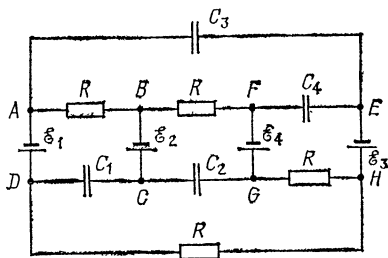 C₃
R B R F C₄
A E
ℰ₁ ℰ₂ ℰ₄ ℰ₃
C₁ C₂ R
D C G H
R